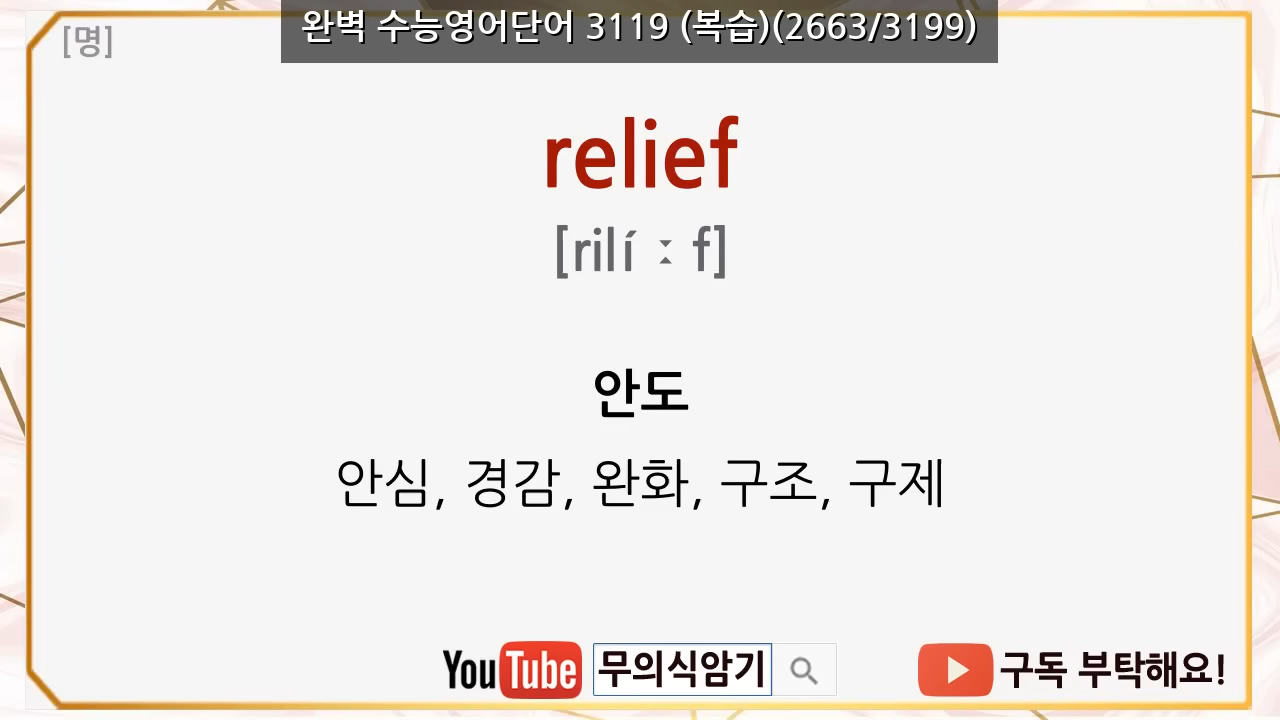 완벽 수능영어단어 3119 (복습)(2663/3199)
[명]
relief
[rilíːf]
안도
안심, 경감, 완화, 구조, 구제
YouTube 무의식암기 구독 부탁해요!